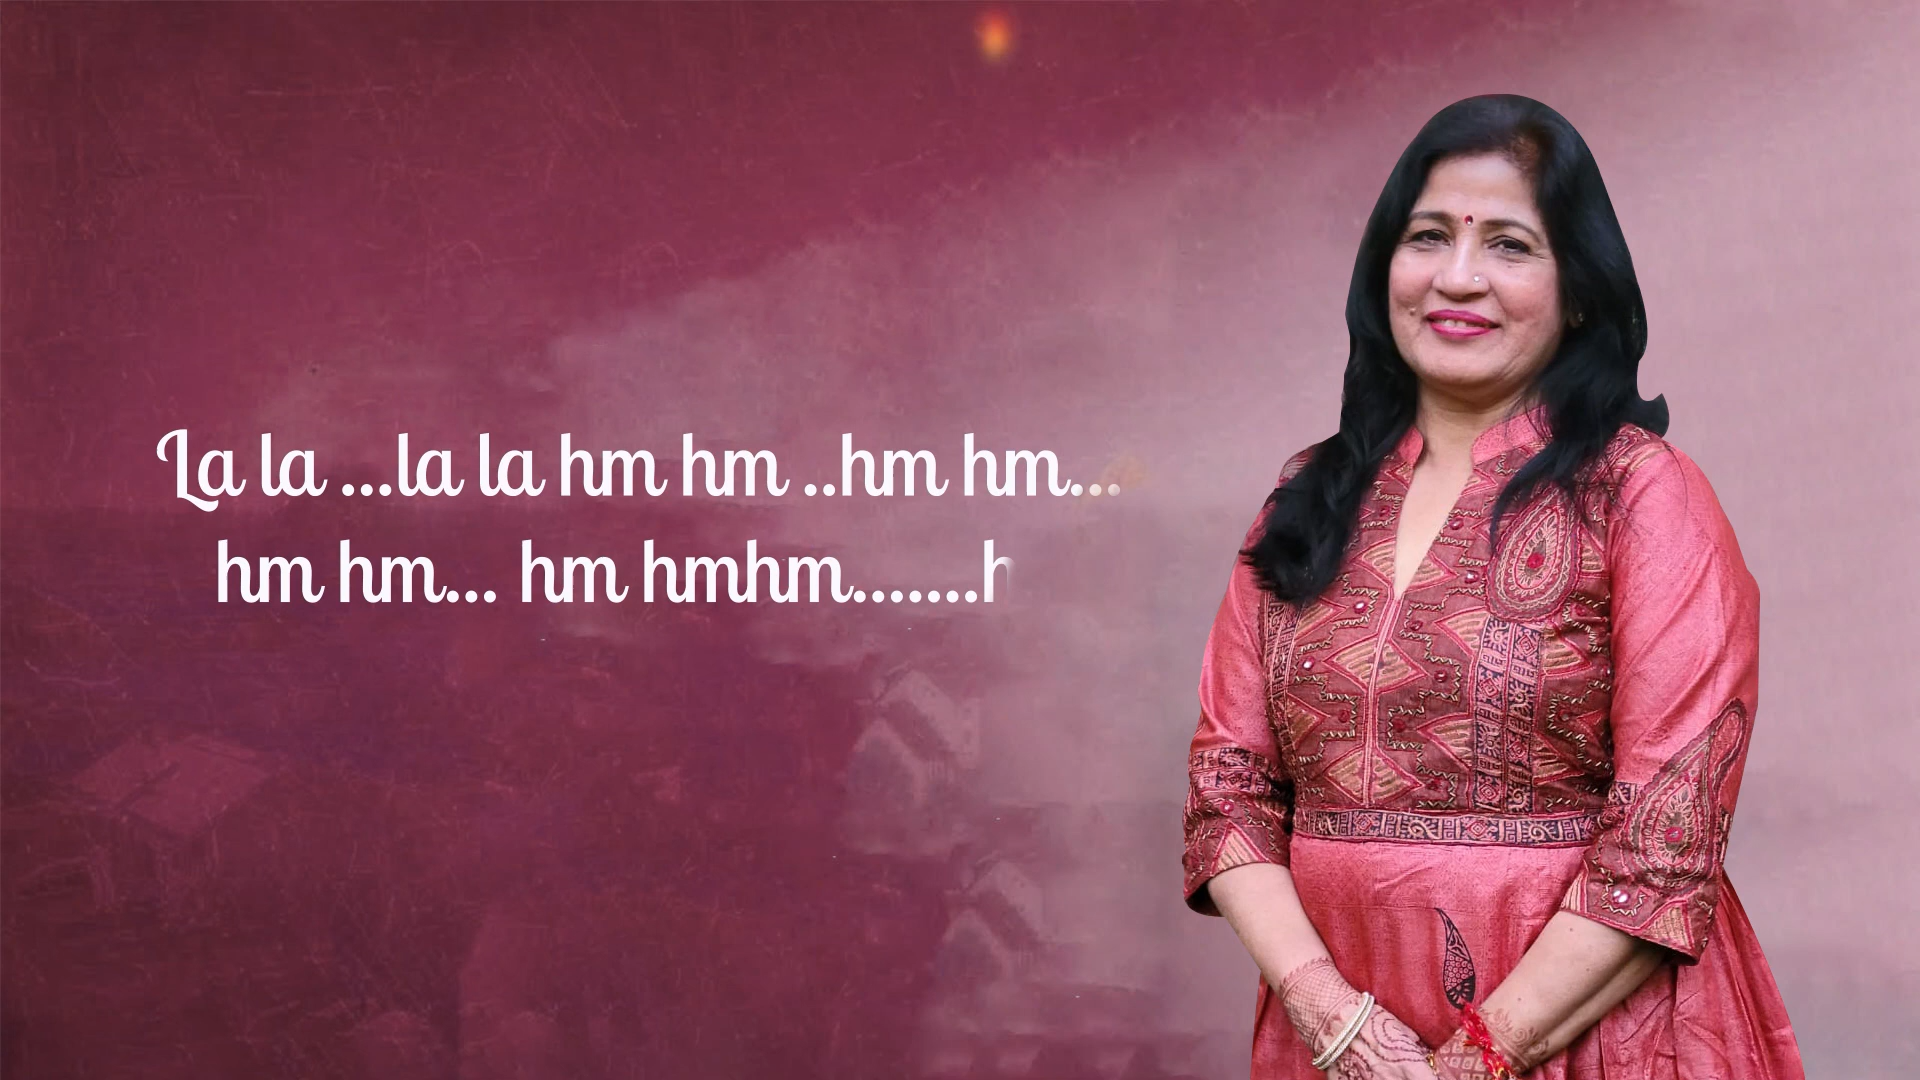 La la ...la la hm hm ..hm hm...
hm hm... hm hmhm.......h